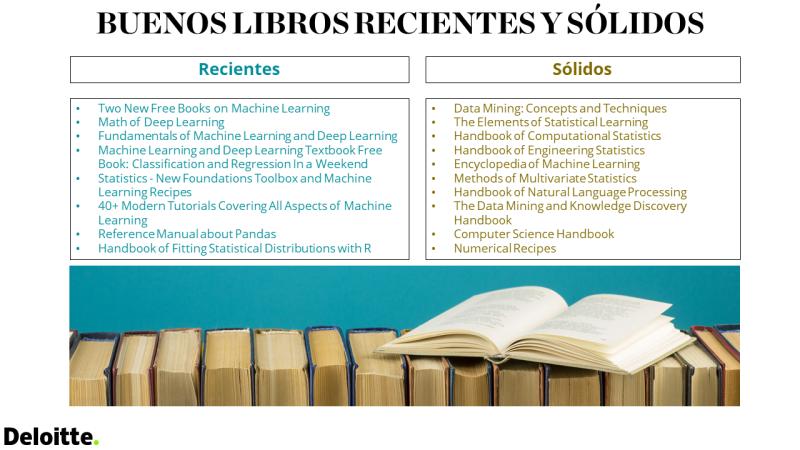 BUENOS LIBROS RECIENTES Y SÓLIDOS
Recientes
• Two New Free Books on Machine Learning
• Math of Deep Learning
• Fundamentals of Machine Learning and Deep Learning
• Machine Learning and Deep Learning Textbook Free
Book: Classification and Regression In a Weekend
• Statistics - New Foundations Toolbox and Machine
Learning Recipes
• 40+ Modern Tutorials Covering All Aspects of Machine
Learning
• Reference Manual about Pandas
• Handbook of Fitting Statistical Distributions with R
Sólidos
• Data Mining: Concepts and Techniques
• The Elements of Statistical Learning
• Handbook of Computational Statistics
• Handbook of Engineering Statistics
• Encyclopedia of Machine Learning
• Methods of Multivariate Statistics
• Handbook of Natural Language Processing
• The Data Mining and Knowledge Discovery
Handbook
• Computer Science Handbook
• Numerical Recipes
Deloitte.